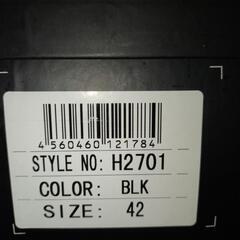 4 560460 121784
STYLE NO: H2701
COLOR: BLK
SIZE: 42